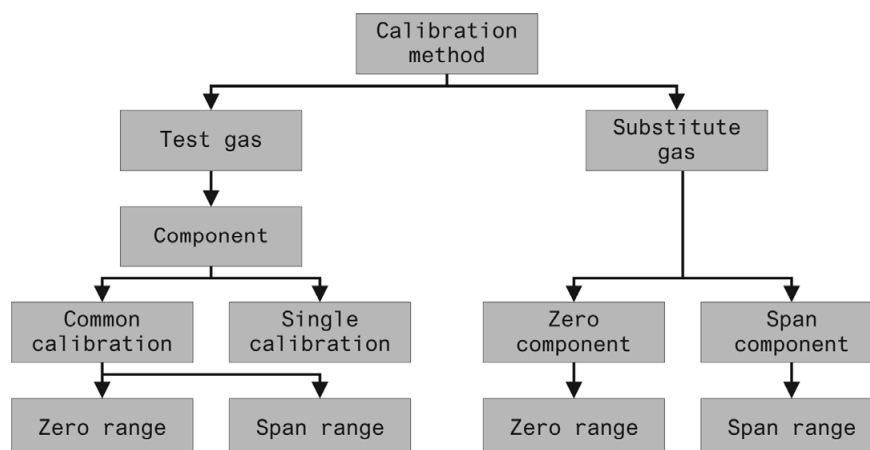 Calibration
method
Test gas
Substitute
gas
Component
Common
calibration
Single
calibration
Zero
component
Span
component
Zero range
Span range
Zero range
Span range